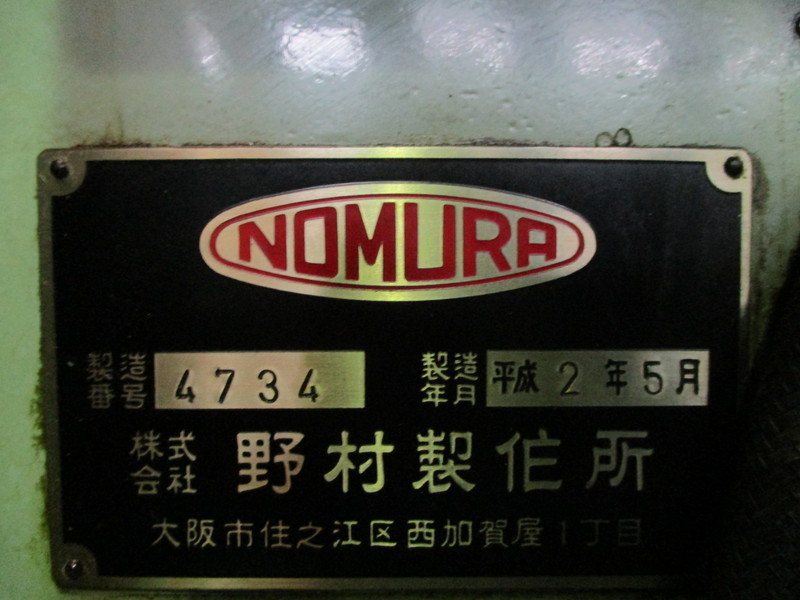 NOMURA
製造番号 4734 製造年月 平成2年5月
株式会社 野村製作所
大阪市住之江区西加賀屋1丁目